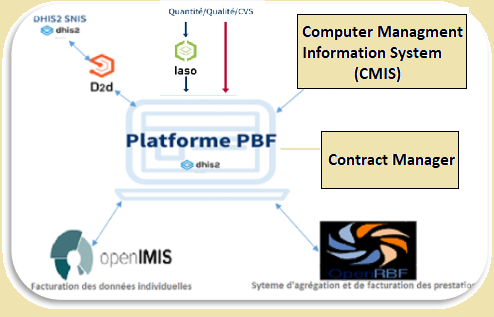 Quantité/Qualité/CVS
DHIS2 SNIS
dhis2
Iaso
D2d
Computer Managment
Information System
(CMIS)
Platforme PBF
dhis2
Contract Manager
openIMIS
OpenRBF
Facturation des données individuelles
Syteme d'agrégation et de facturation des prestation